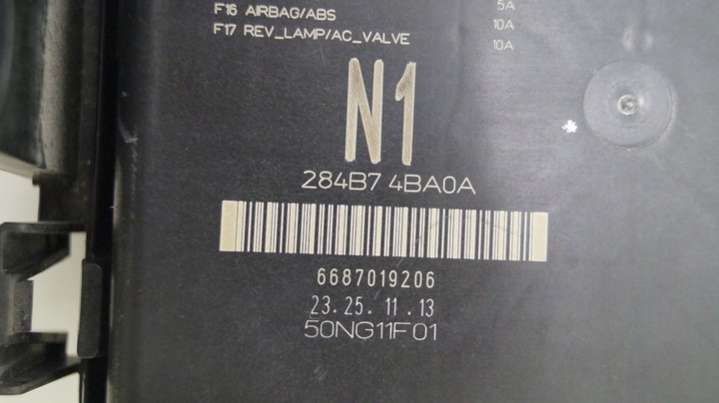 5A
F16 AIRBAG/ABS 10A
F17 REV_LAMP/AC_VALVE 10A
N1
284B7 4BA0A
6687019206
23.25.11.13
50NG11F01